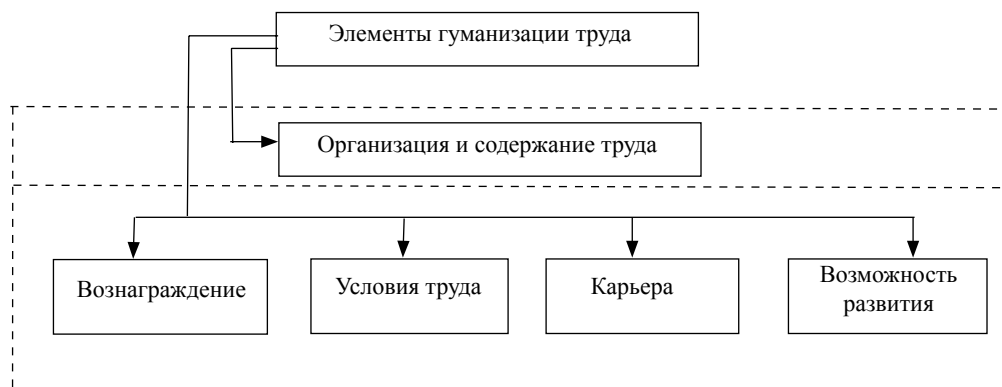 Элементы гуманизации труда
Организация и содержание труда
Вознаграждение
Условия труда
Карьера
Возможность
развития